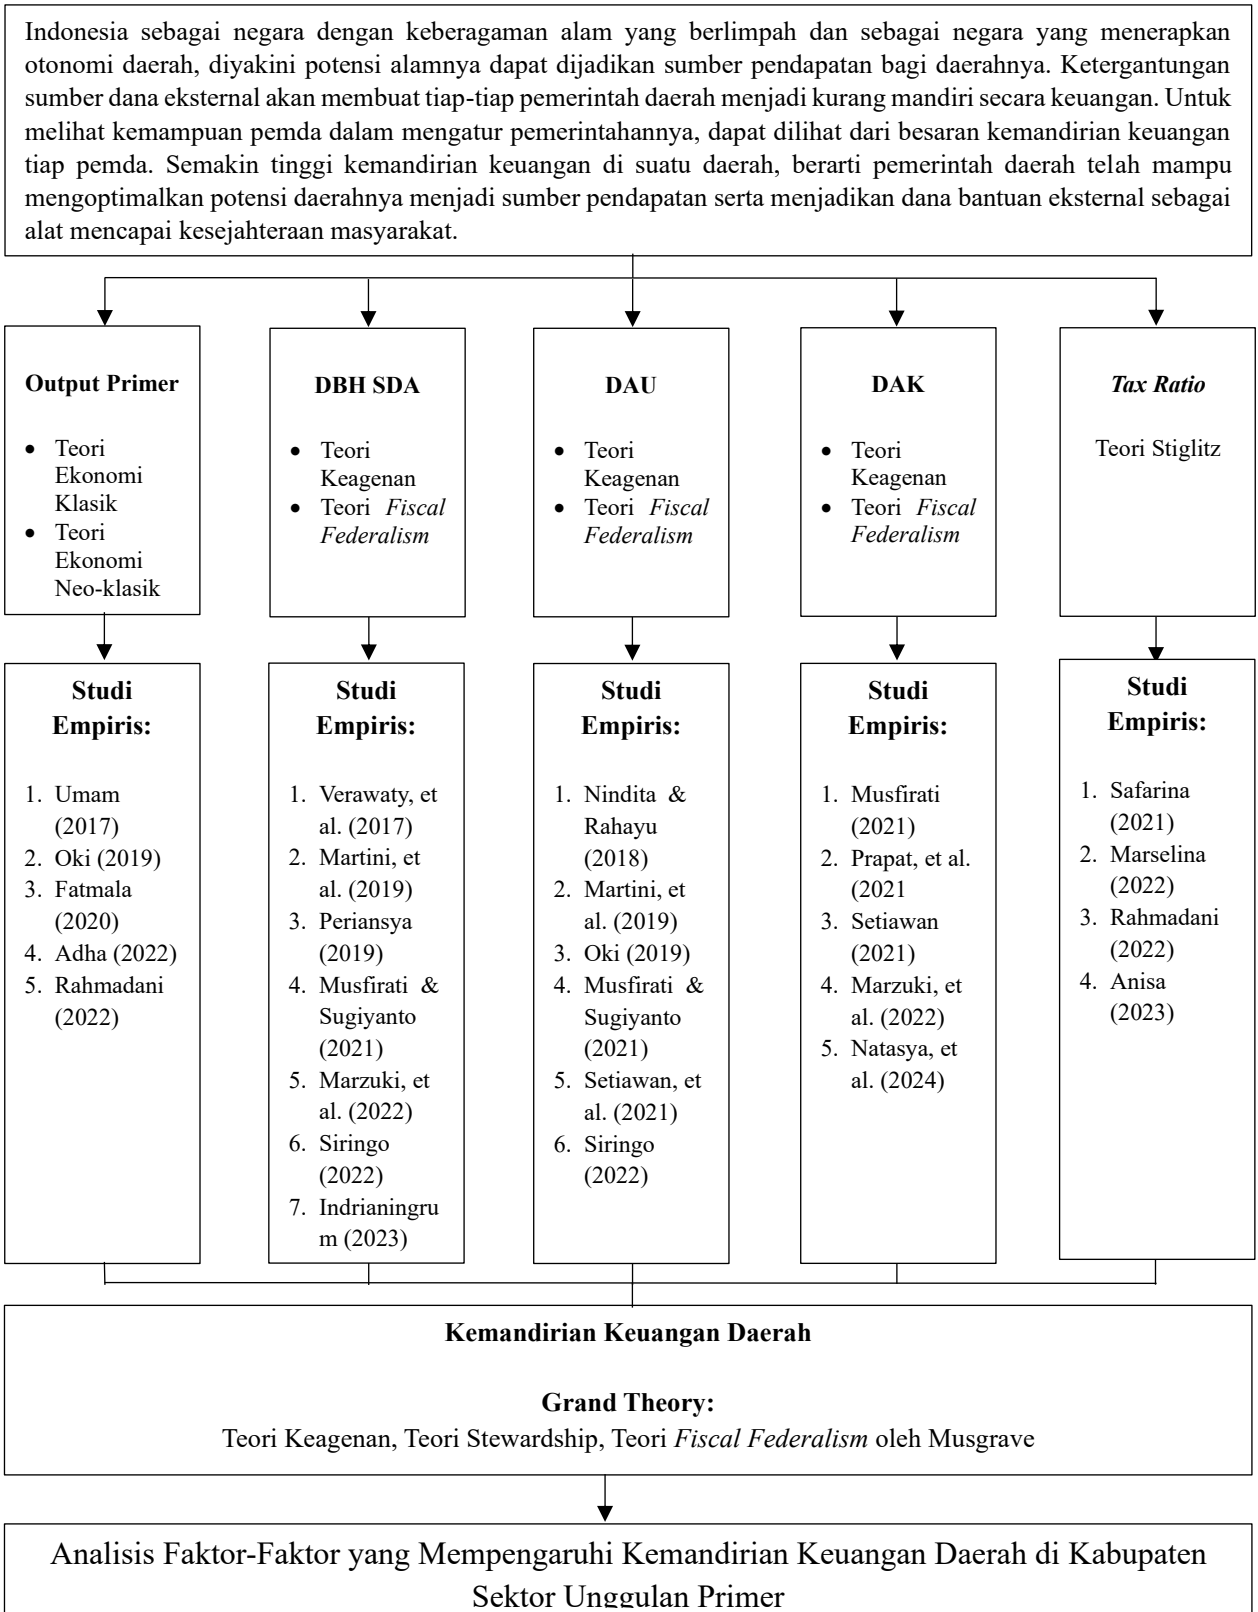 Indonesia sebagai negara dengan keberagaman alam yang berlimpah dan sebagai negara yang menerapkan
otonomi daerah, diyakini potensi alamnya dapat dijadikan sumber pendapatan bagi daerahnya. Ketergantungan
sumber dana eksternal akan membuat tiap-tiap pemerintah daerah menjadi kurang mandiri secara keuangan. Untuk
melihat kemampuan pemda dalam mengatur pemerintahannya, dapat dilihat dari besaran kemandirian keuangan
tiap pemda. Semakin tinggi kemandirian keuangan di suatu daerah, berarti pemerintah daerah telah mampu
mengoptimalkan potensi daerahnya menjadi sumber pendapatan serta menjadikan dana bantuan eksternal sebagai
alat mencapai kesejahteraan masyarakat.
Output Primer
• Teori
Ekonomi
Klasik
• Teori
Ekonomi
Neo-klasik
DBH SDA
• Teori
Keagenan
• Teori Fiscal
Federalism
DAU
• Teori
Keagenan
• Teori Fiscal
Federalism
DAK
• Teori
Keagenan
• Teori Fiscal
Federalism
Tax Ratio
Teori Stiglitz
Studi
Empiris:
1. Umam
(2017)
2. Oki (2019)
3. Fatmala
(2020)
4. Adha (2022)
5. Rahmadani
(2022)
Studi
Empiris:
1. Verawaty, et
al. (2017)
2. Martini, et
al. (2019)
3. Periansya
(2019)
4. Musfirati &
Sugiyanto
(2021)
5. Marzuki, et
al. (2022)
6. Siringo
(2022)
7. Indrianingru
m (2023)
Studi
Empiris:
1. Nindita &
Rahayu
(2018)
2. Martini, et
al. (2019)
3. Oki (2019)
4. Musfirati &
Sugiyanto
(2021)
5. Setiawan, et
al. (2021)
6. Siringo
(2022)
Studi
Empiris:
1. Musfirati
(2021)
2. Prapat, et al.
(2021
3. Setiawan
(2021)
4. Marzuki, et
al. (2022)
5. Natasya, et
al. (2024)
Studi
Empiris:
1. Safarina
(2021)
2. Marselina
(2022)
3. Rahmadani
(2022)
4. Anisa
(2023)
Kemandirian Keuangan Daerah
Grand Theory:
Teori Keagenan, Teori Stewardship, Teori Fiscal Federalism oleh Musgrave
Analisis Faktor-Faktor yang Mempengaruhi Kemandirian Keuangan Daerah di Kabupaten
Sektor Unggulan Primer